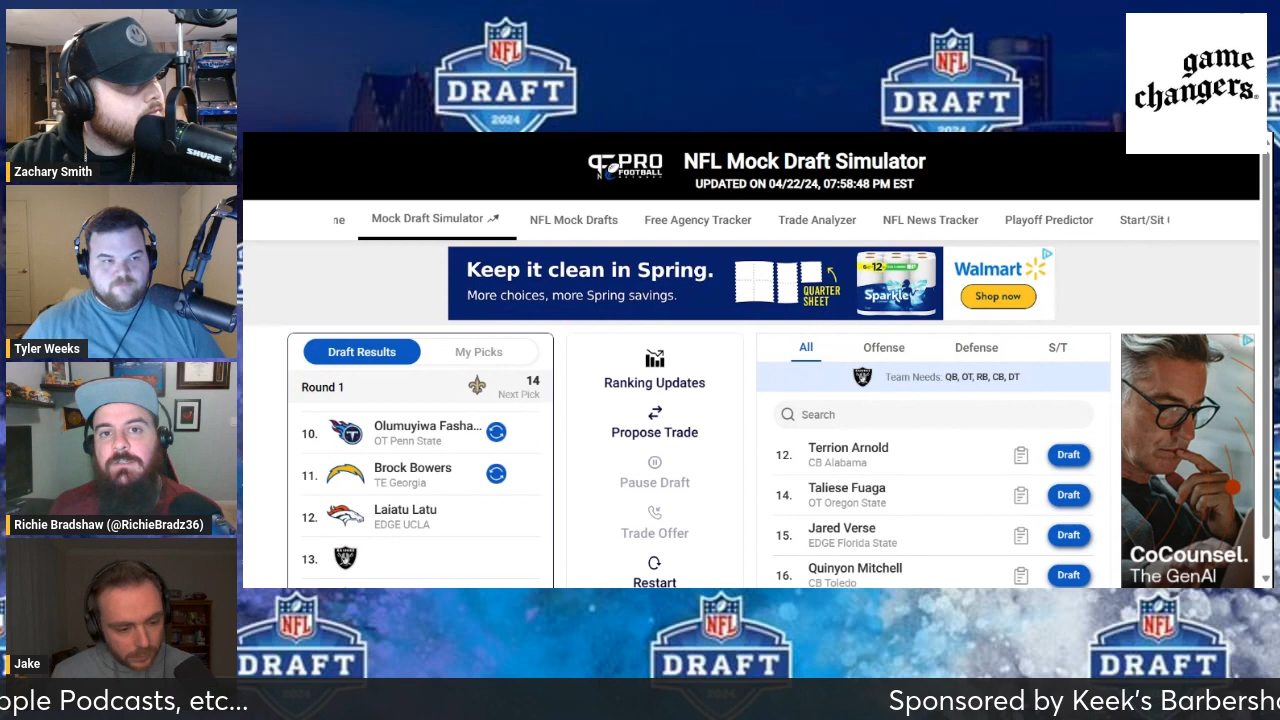 Zachary Smith
SHURE
Tyler Weeks
Richie Bradshaw (@RichieBradz36)
Jake
NFL
DRAFT
2024
NFL
DRAFT
2024
game
changers.
PRO
FOOTBALL
NETWORK
NFL Mock Draft Simulator
UPDATED ON 04/22/24, 07:58:48 PM EST
ne
Mock Draft Simulator
NFL Mock Drafts
Free Agency Tracker
Trade Analyzer
NFL News Tracker
Playoff Predictor
Start/Sit
Keep it clean in Spring.
More choices, more Spring savings.
QUARTER
SHEET
6=12
Sparkle
Walmart
Shop now
Draft Results
My Picks
Round 1
14
Next Pick
10.
Olumuyiwa Fasha...
OT Penn State
11.
Brock Bowers
TE Georgia
12.
Laiatu Latu
EDGE UCLA
13.
Ranking Updates
Propose Trade
Pause Draft
Trade Offer
Restart
All
Offense
Defense
S/T
Team Needs: QB, OT, RB, CB, DT
Search
12.
Terrion Arnold
CB Alabama
Draft
14.
Taliese Fuaga
OT Oregon State
Draft
15.
Jared Verse
EDGE Florida State
Draft
16.
Quinyon Mitchell
CB Toledo
Draft
CoCounsel.
The GenAI
NFL
DRAFT
NFL
DRAFT
NFL
DRAFT
ople Podcasts, etc...
Sponsored by Keek's Barbersho